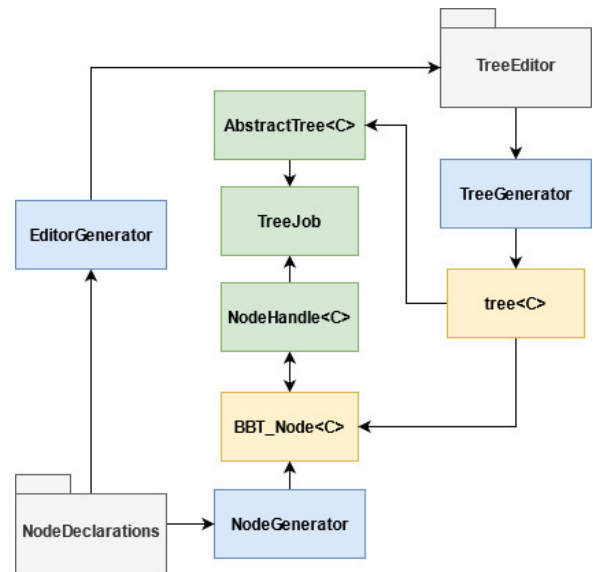 TreeEditor
AbstractTree<C>
TreeGenerator
EditorGenerator
TreeJob
NodeHandle<C>
tree<C>
BBT_Node<C>
NodeDeclarations
NodeGenerator